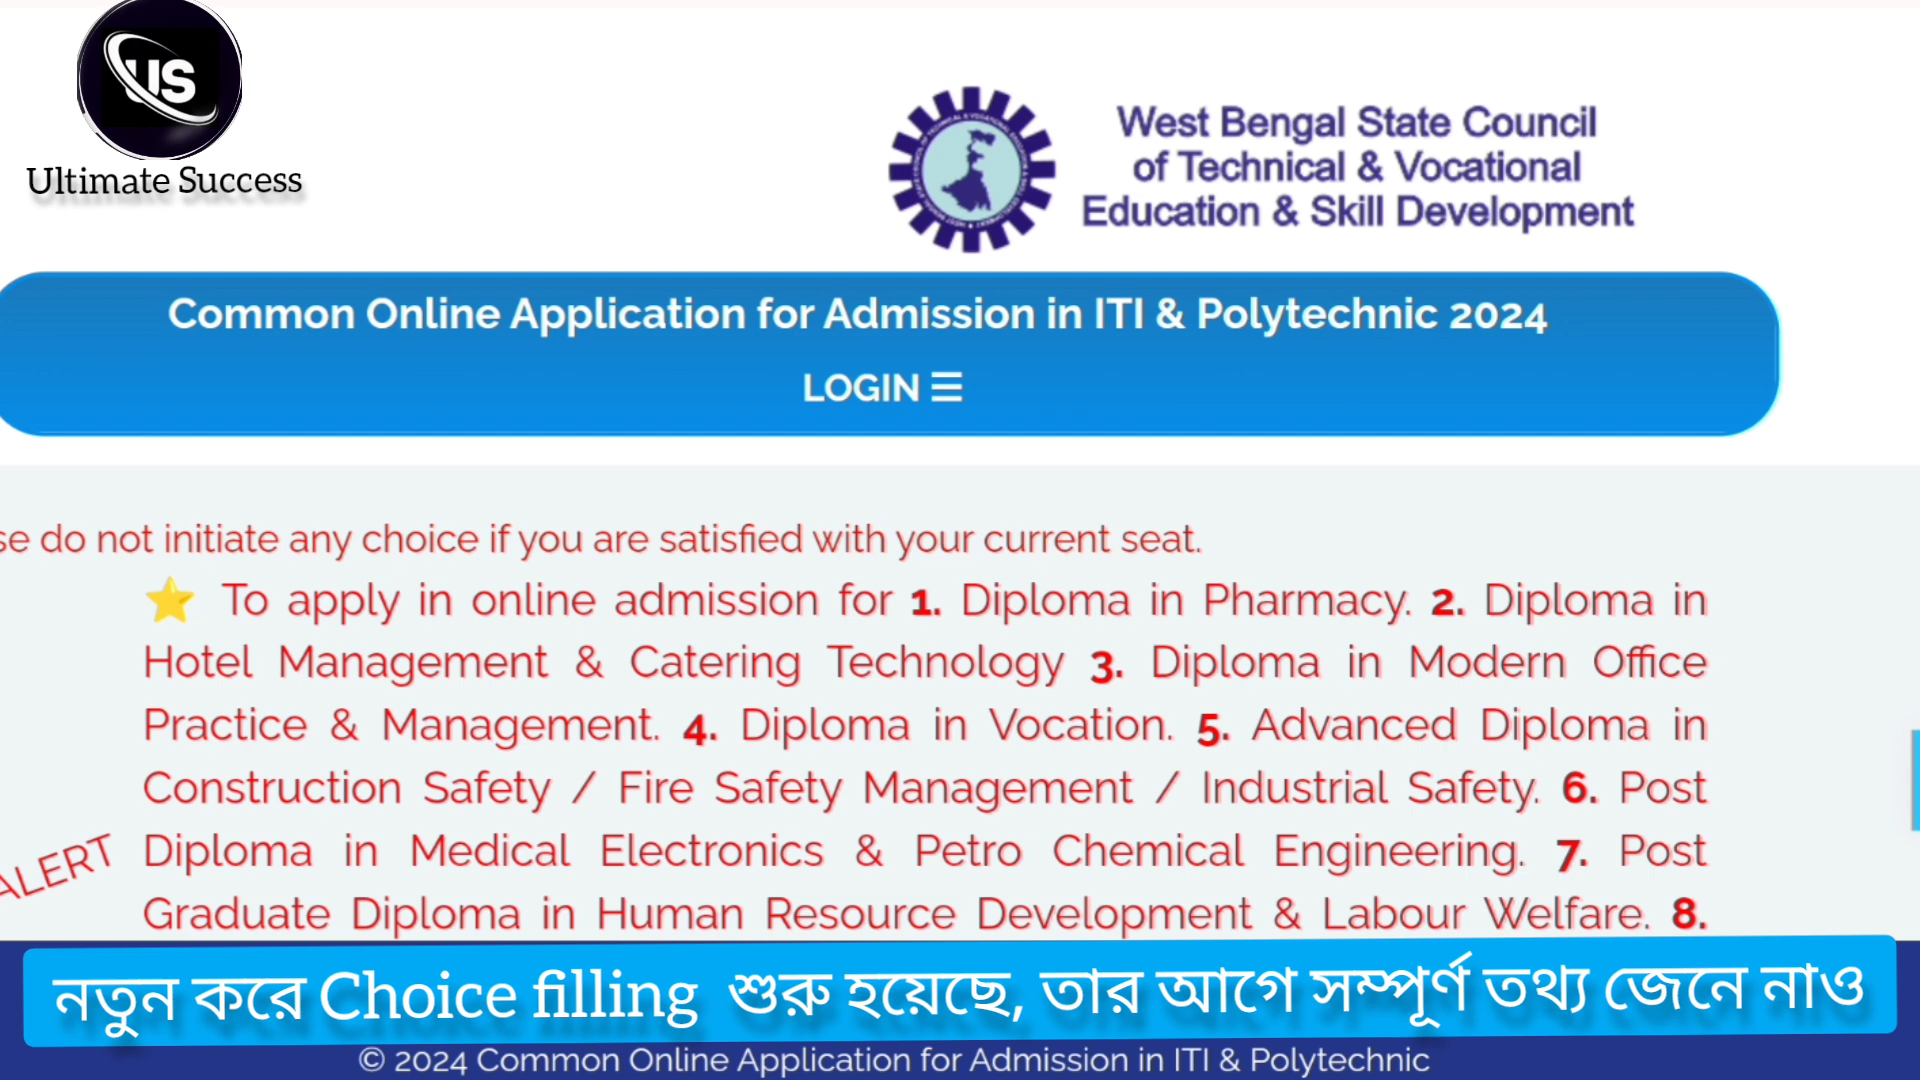 US
Ultimate Success
West Bengal State Council
of Technical & Vocational
Education & Skill Development
Common Online Application for Admission in ITI & Polytechnic 2024
LOGIN ☰
se do not initiate any choice if you are satisfied with your current seat.
⭐ To apply in online admission for 1. Diploma in Pharmacy. 2. Diploma in
Hotel Management & Catering Technology 3. Diploma in Modern Office
Practice & Management. 4. Diploma in Vocation. 5. Advanced Diploma in
Construction Safety / Fire Safety Management / Industrial Safety. 6. Post
ALERT
Diploma in Medical Electronics & Petro Chemical Engineering. 7. Post
Graduate Diploma in Human Resource Development & Labour Welfare. 8.
নতুন করে Choice filling শুরু হয়েছে, তার আগে সম্পূর্ণ তথ্য জেনে নাও
© 2024 Common Online Application for Admission in ITI & Polytechnic